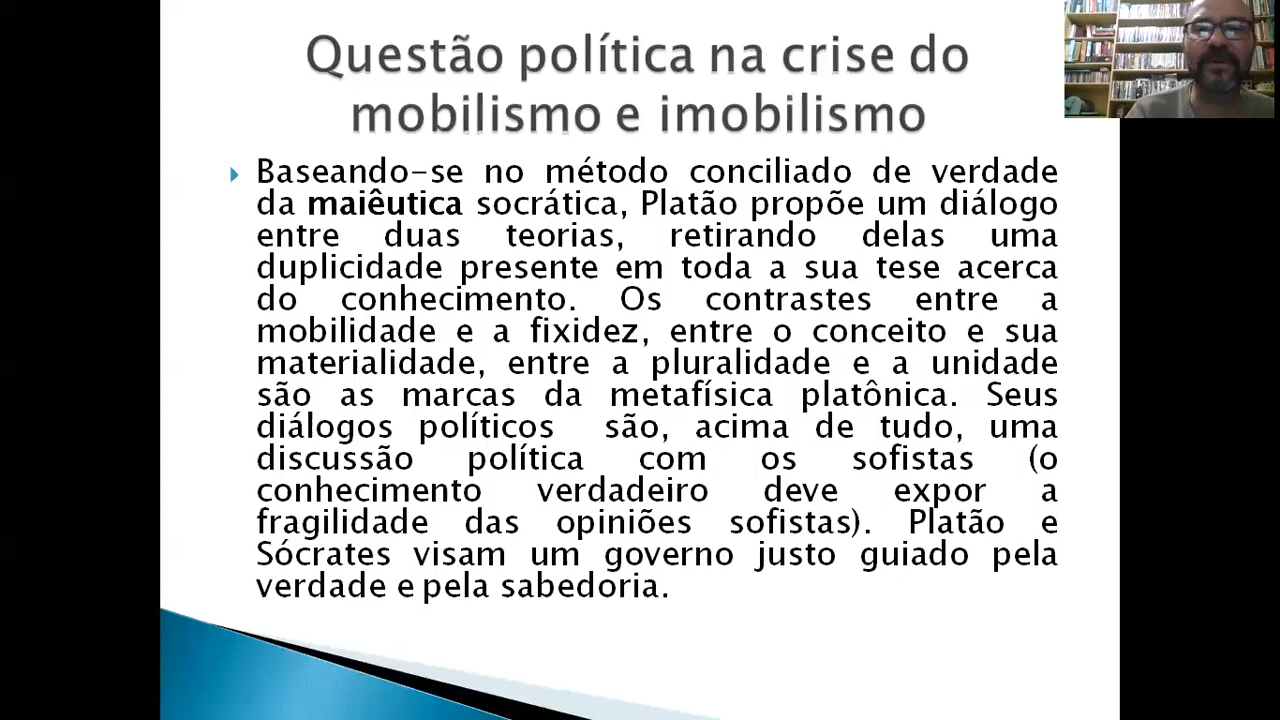 Questão política na crise do
mobilismo e imobilismo
Baseando-se no método conciliado de verdade
da maiêutica socrática, Platão propõe um diálogo
entre duas teorias, retirando delas uma
duplicidade presente em toda a sua tese acerca
do conhecimento. Os contrastes entre a
mobilidade e a fixidez, entre o conceito e sua
materialidade, entre a pluralidade e a unidade
são as marcas da metafísica platônica. Seus
diálogos políticos são, acima de tudo, uma
discussão política com os sofistas (o
conhecimento verdadeiro deve expor a
fragilidade das opiniões sofistas). Platão e
Sócrates visam um governo justo guiado pela
verdade e pela sabedoria.